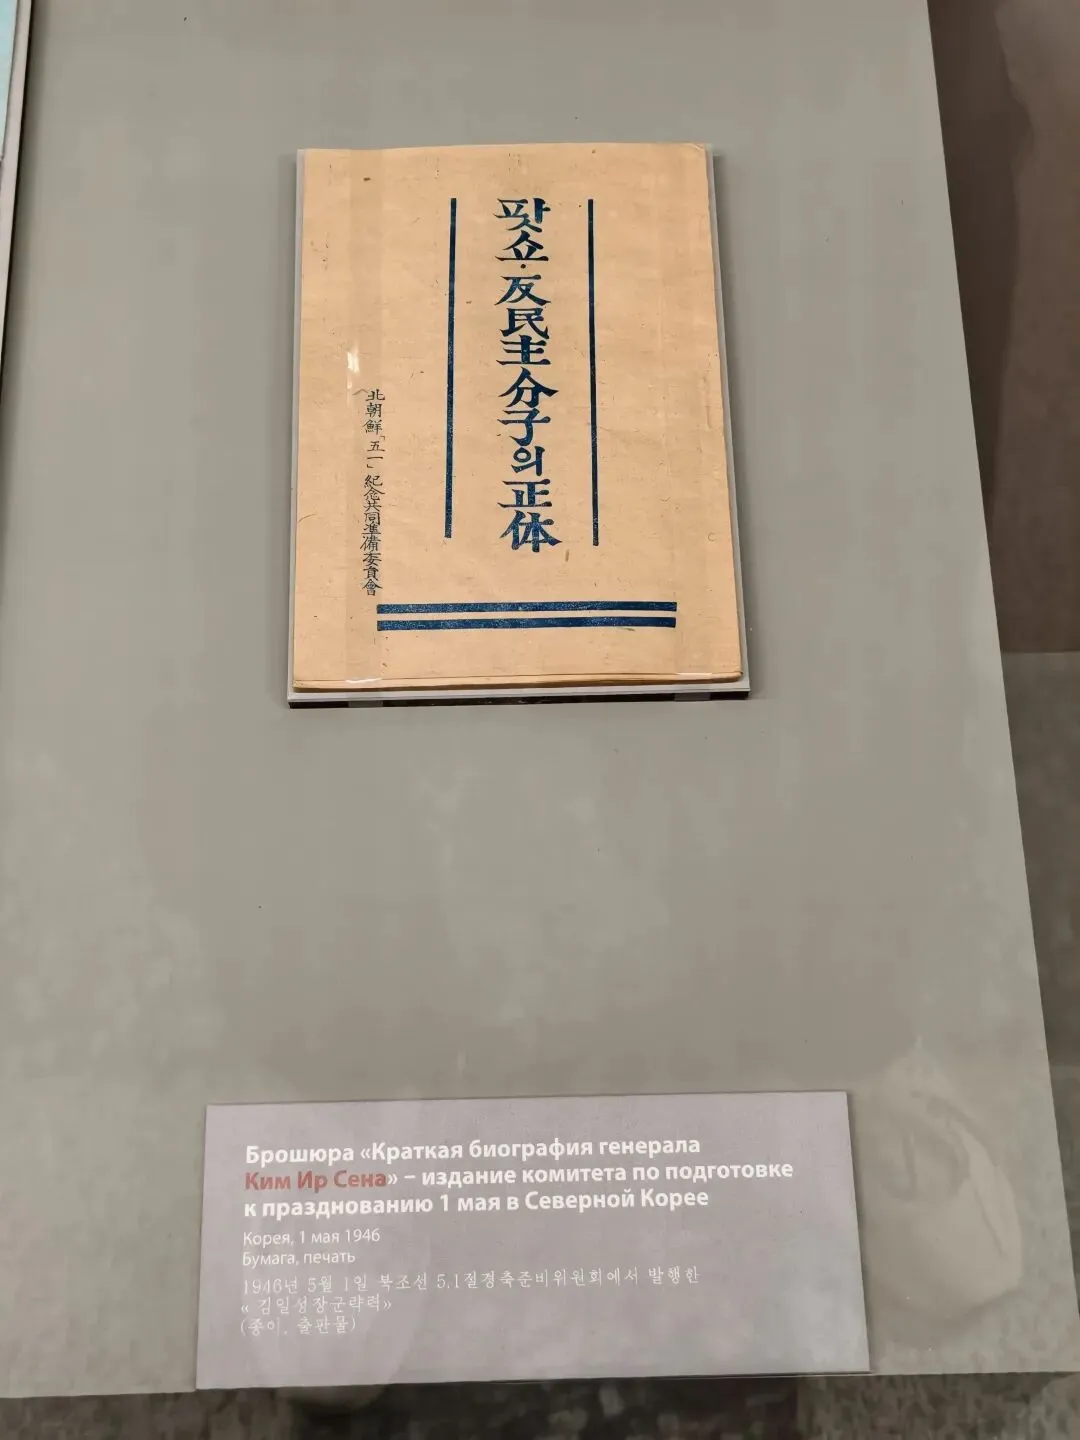 팟쇼·反民主分子의正体
北朝鮮「五一」紀念共同準備委員會
Брошюра «Краткая биография генерала
Ким Ир Сена» – издание комитета по подготовке
к празднованию 1 мая в Северной Корее
Корея, 1 мая 1946
Бумага, печать
1946년 5월 1일 북조선 5.1절경축준비위원회에서 발행한
« 김일성장군략력»
(종이, 출판물)